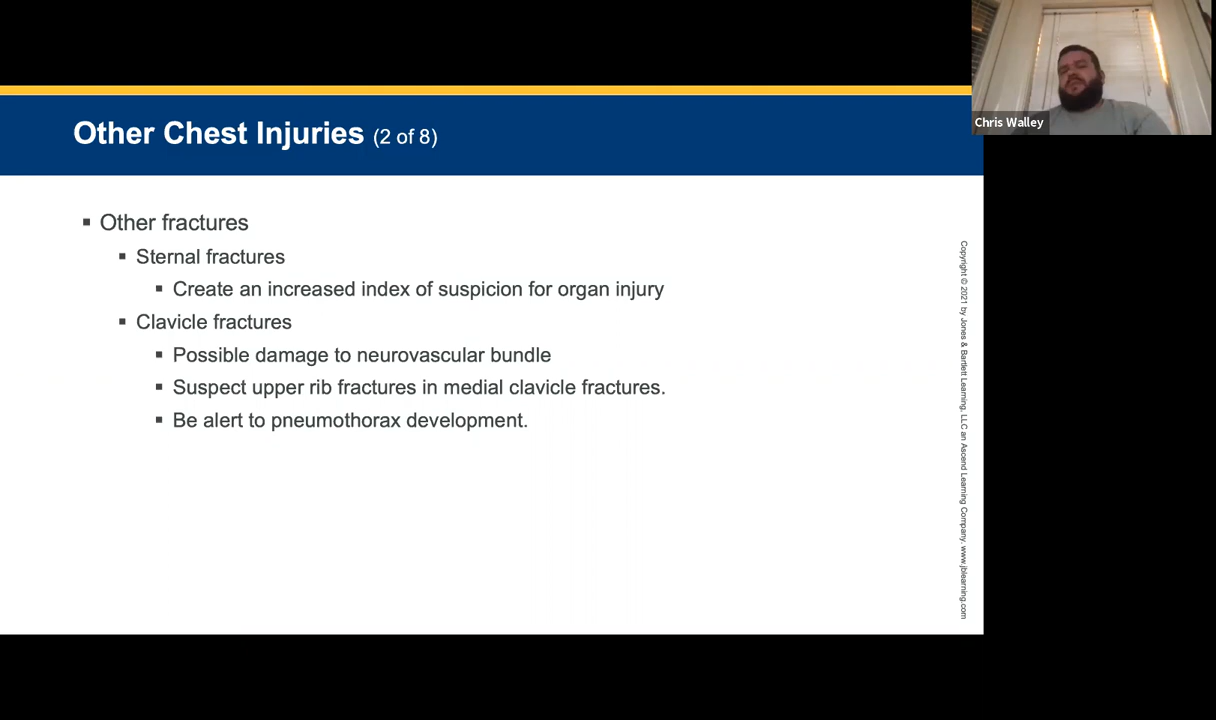 Other Chest Injuries (2 of 8)
Chris Walley
▪ Other fractures
▪ Sternal fractures
▪ Create an increased index of suspicion for organ injury
▪ Clavicle fractures
▪ Possible damage to neurovascular bundle
▪ Suspect upper rib fractures in medial clavicle fractures.
▪ Be alert to pneumothorax development.
Copyright © 2021 by Jones & Bartlett Learning, LLC an Ascend Learning Company. www.jblearning.com